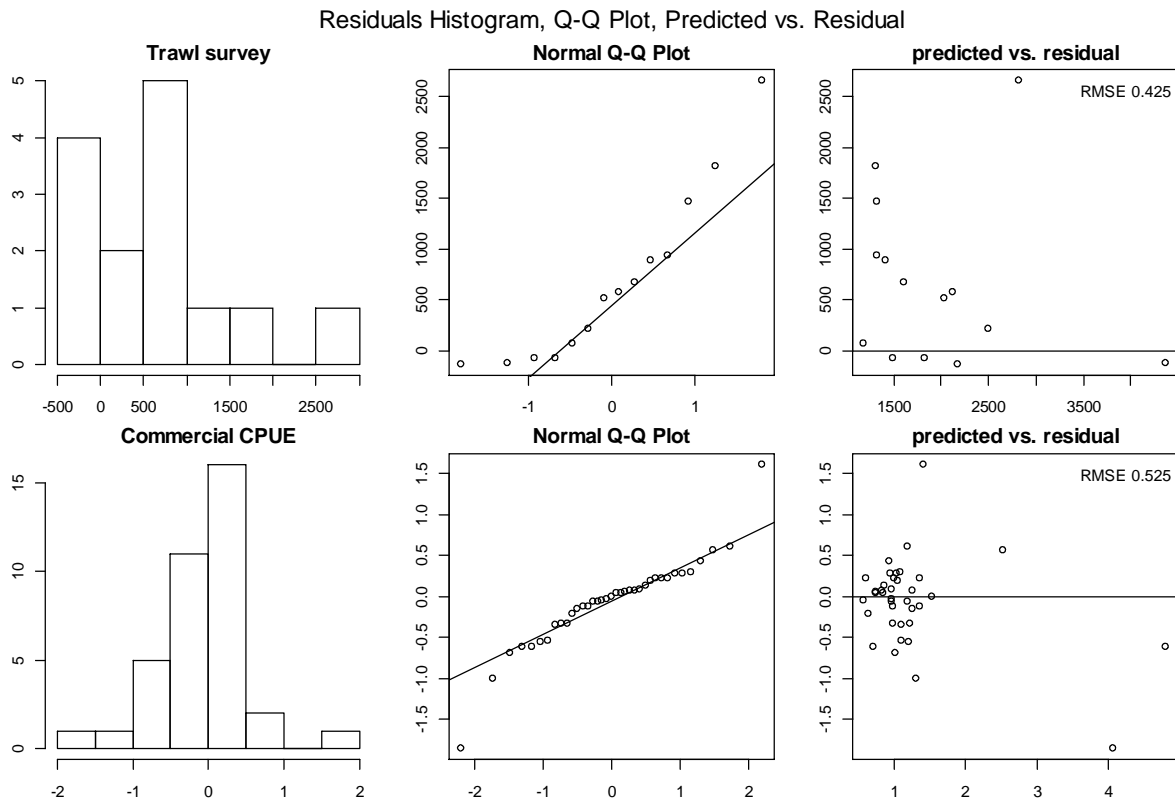 Residuals Histogram, Q-Q Plot, Predicted vs. Residual
Trawl survey
Normal Q-Q Plot
predicted vs. residual
5
4
3
2
1
0
-500 0 500 1500 2500
2500
2000
1500
1000
500
0
-1 0 1
RMSE 0.425
2500
2000
1500
1000
500
0
1500 2500 3500
Commercial CPUE
Normal Q-Q Plot
predicted vs. residual
15
10
5
0
-2 -1 0 1 2
1.5
1.0
0.5
0.0
-0.5
-1.0
-1.5
-2 -1 0 1 2
RMSE 0.525
1.5
1.0
0.5
0.0
-0.5
-1.0
-1.5
1 2 3 4